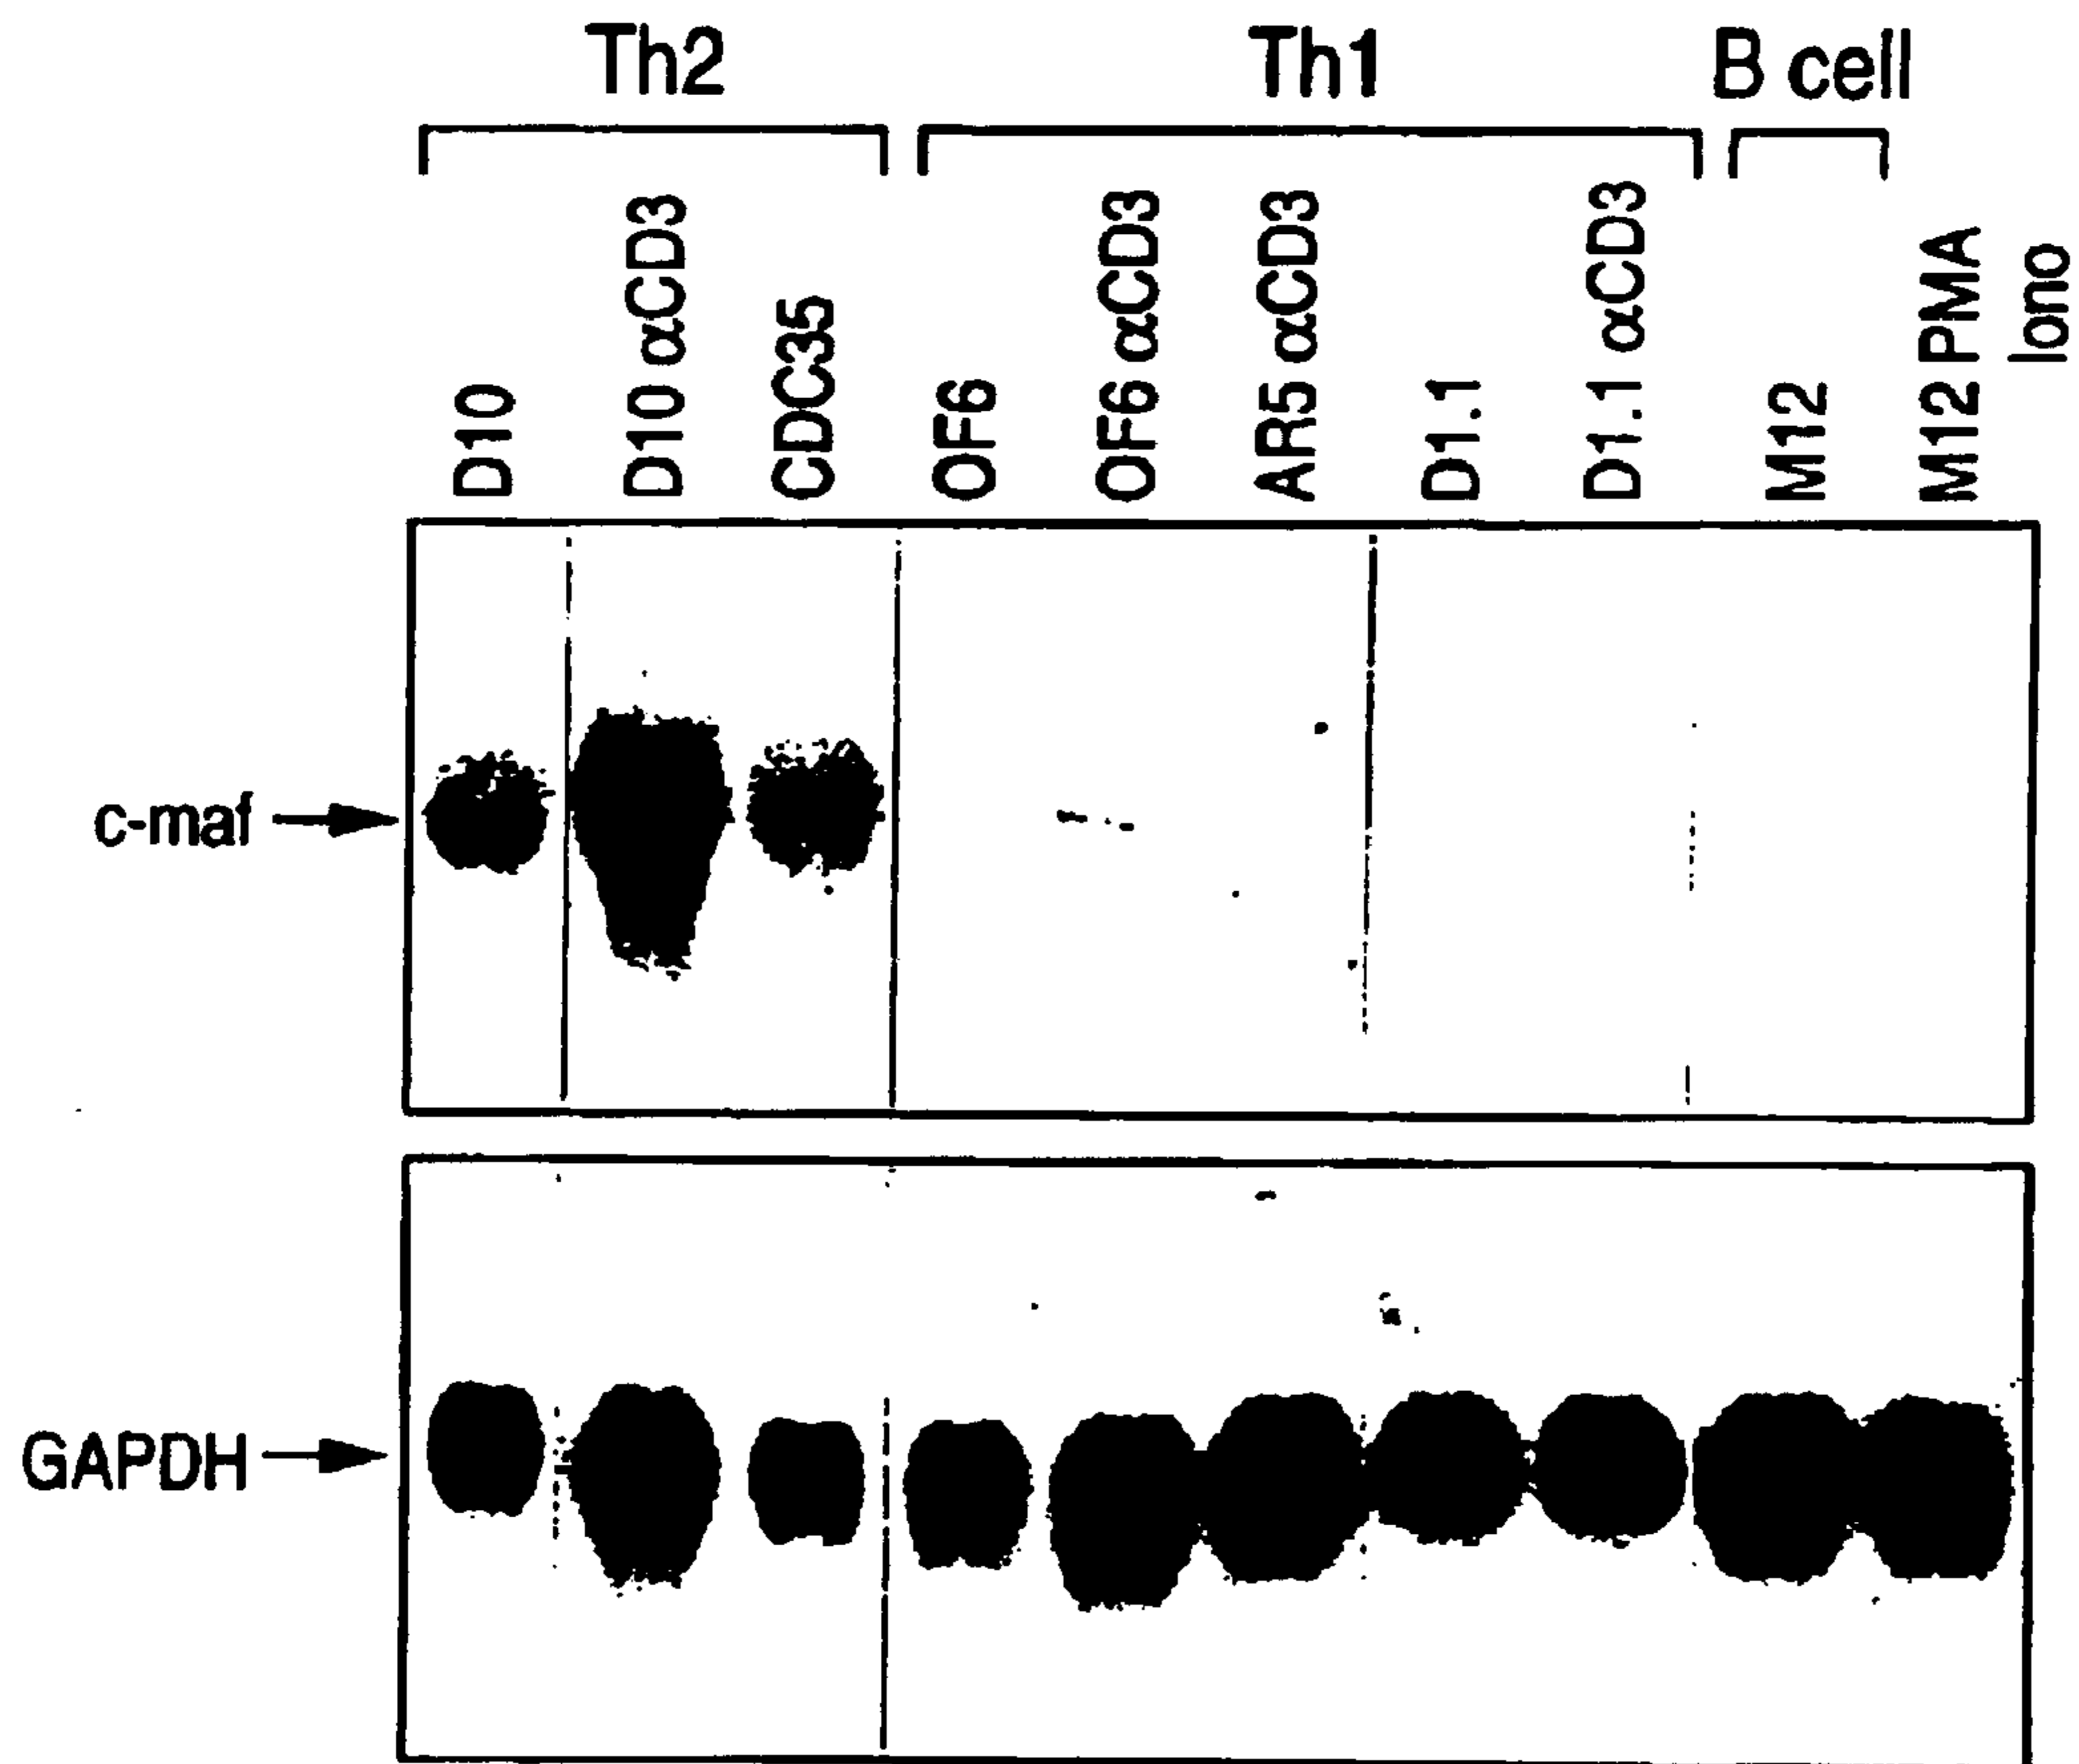 Th2
Th1
B cell
D10
D10 αCD3
CDC35
OF6
OF6 αCD3
AR5 αCD3
D1.1
D1.1 αCD3
M12
M12 PMA
Iono
c-maf
GAPDH